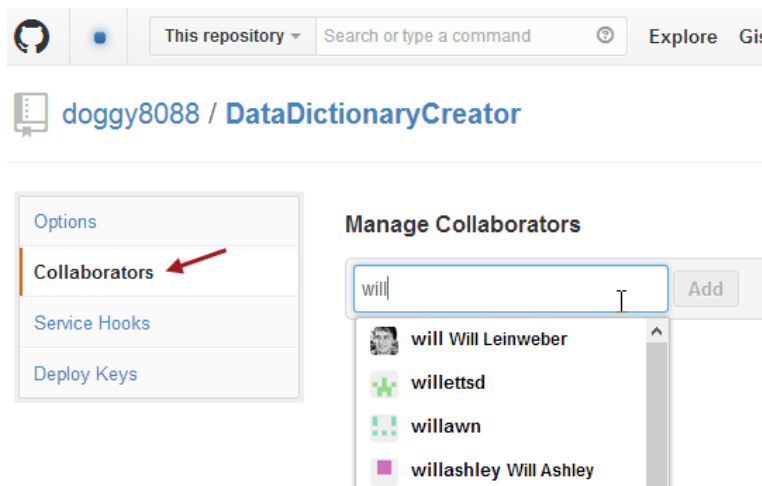 This repository Search or type a command Explore Gis
doggy8088 / DataDictionaryCreator
Options
Collaborators
Service Hooks
Deploy Keys
Manage Collaborators
will Add
will Will Leinweber
willettsd
willawn
willashley Will Ashley